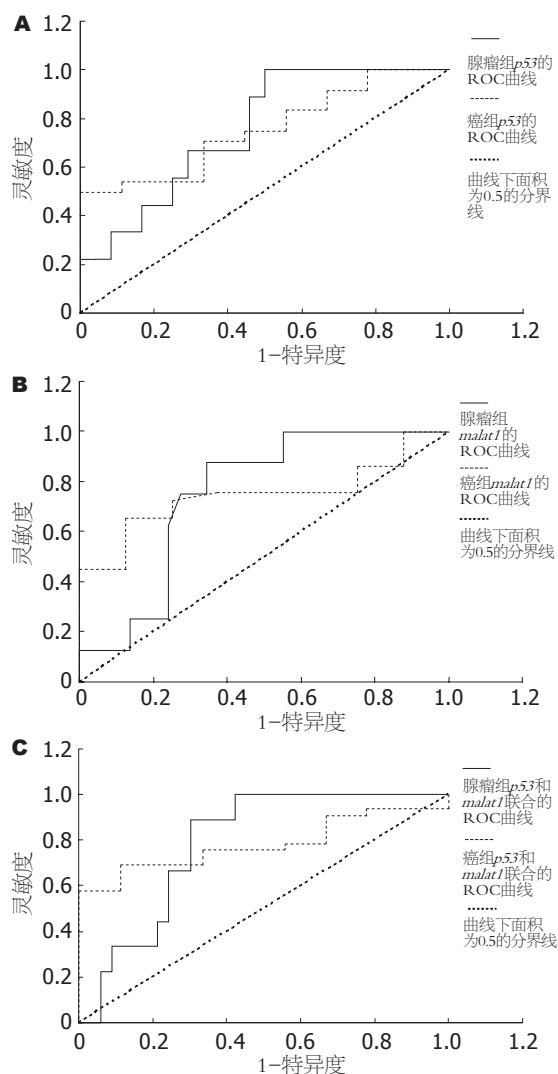 A
1.2
1.0
0.8
0.6
0.4
0.2
0
灵敏度
0.2
0.4
0.6
0.8
1.0
1-特异度
腺瘤组p53的
ROC曲线
癌组p53的
ROC曲线
曲线下面积
为0.5的分界
线
B
1.2
1.0
0.8
0.6
0.4
0.2
0
灵敏度
0.2
0.4
0.6
0.8
1.0
1-特异度
腺瘤组
malat1的
ROC曲线
癌组malat1的
ROC曲线
曲线下面积
为0.5的分界线
C
1.2
1.0
0.8
0.6
0.4
0.2
0
灵敏度
0.2
0.4
0.6
0.8
1.0
1-特异度
腺瘤组p53和
malat1联合的
ROC曲线
癌组p53和
malat1联合的
ROC曲线
曲线下面积
为0.5的分界线